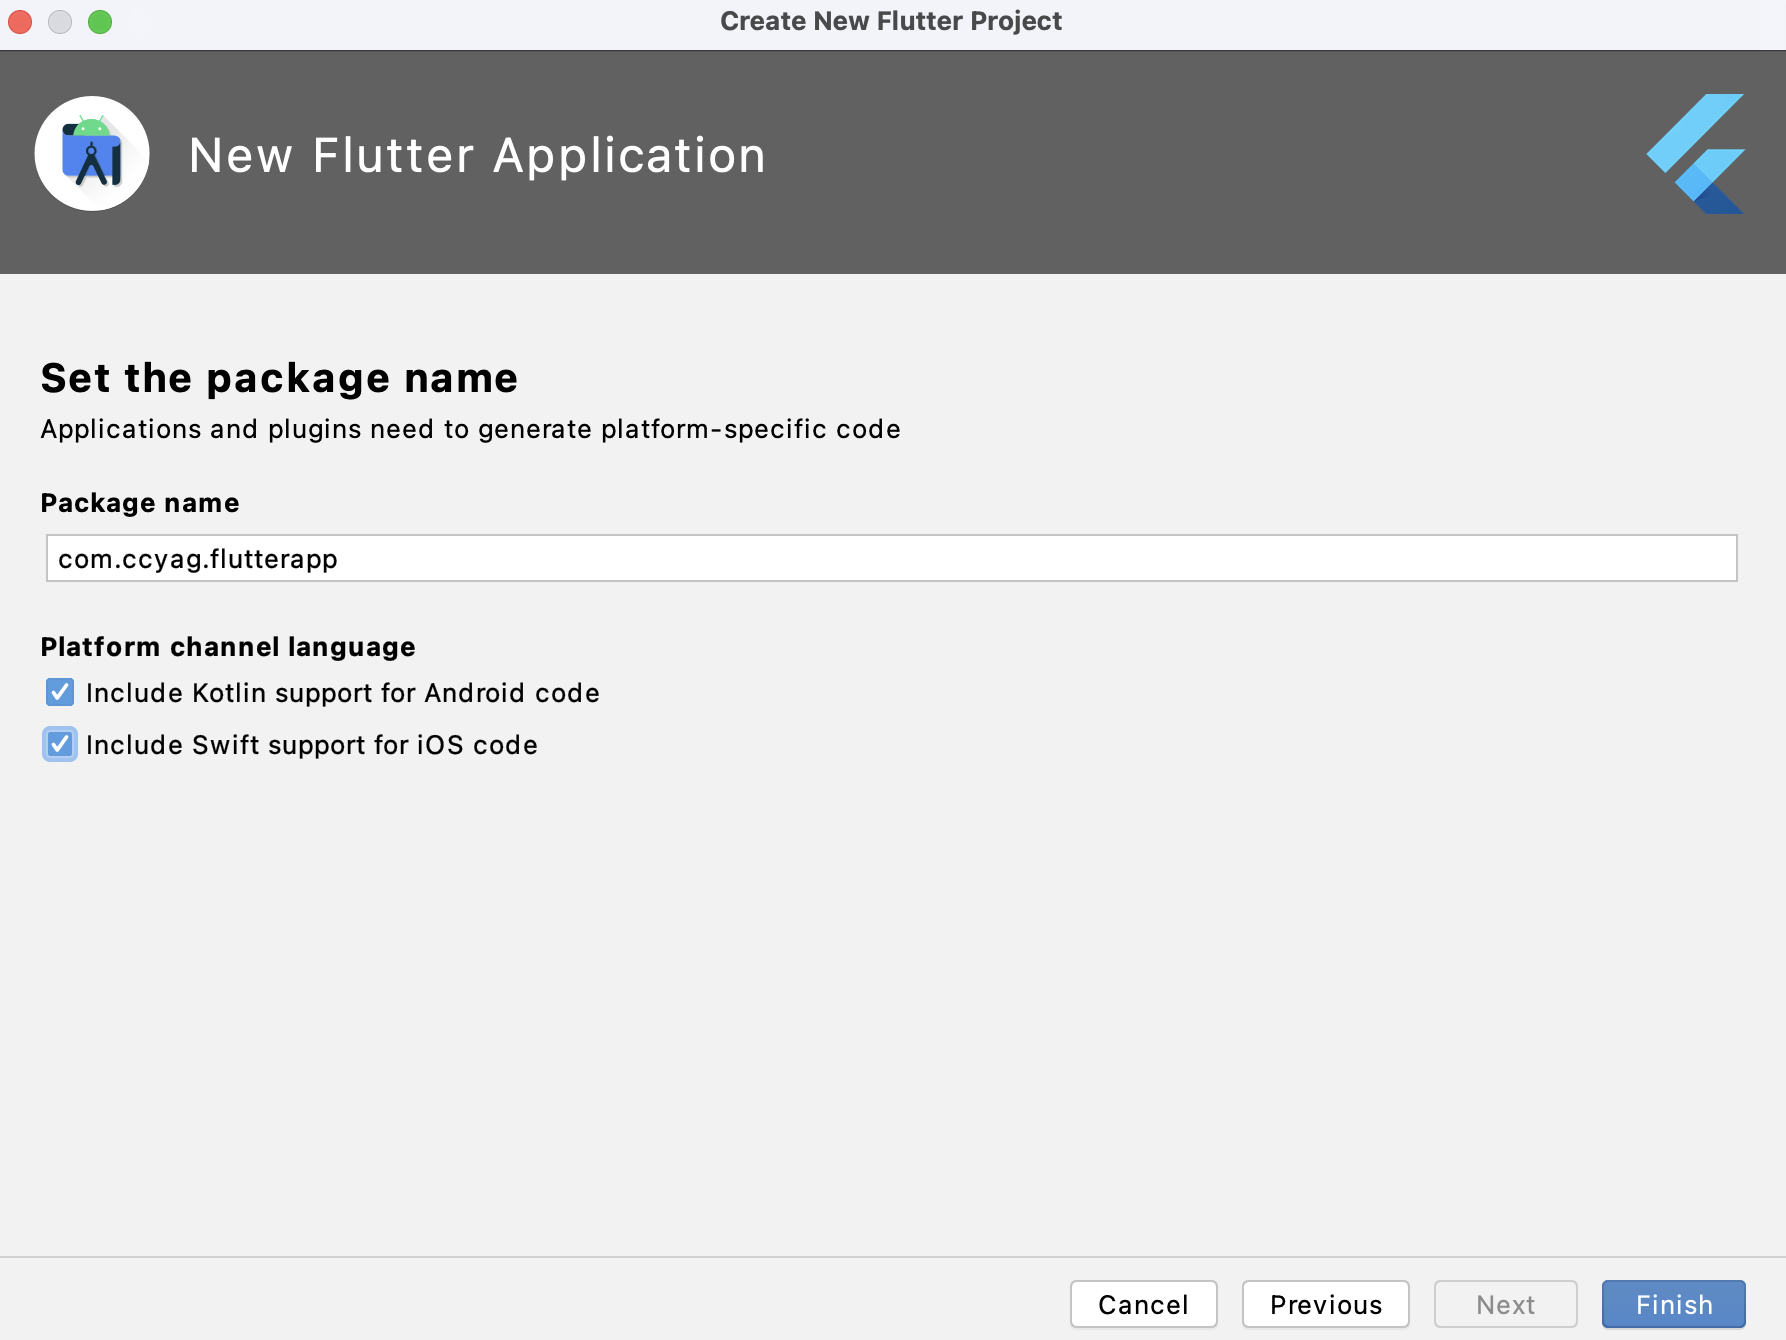 Create New Flutter Project
New Flutter Application
Set the package name
Applications and plugins need to generate platform-specific code
Package name
com.ccyag.flutterapp
Platform channel language
Include Kotlin support for Android code
Include Swift support for iOS code
Cancel
Previous
Next
Finish